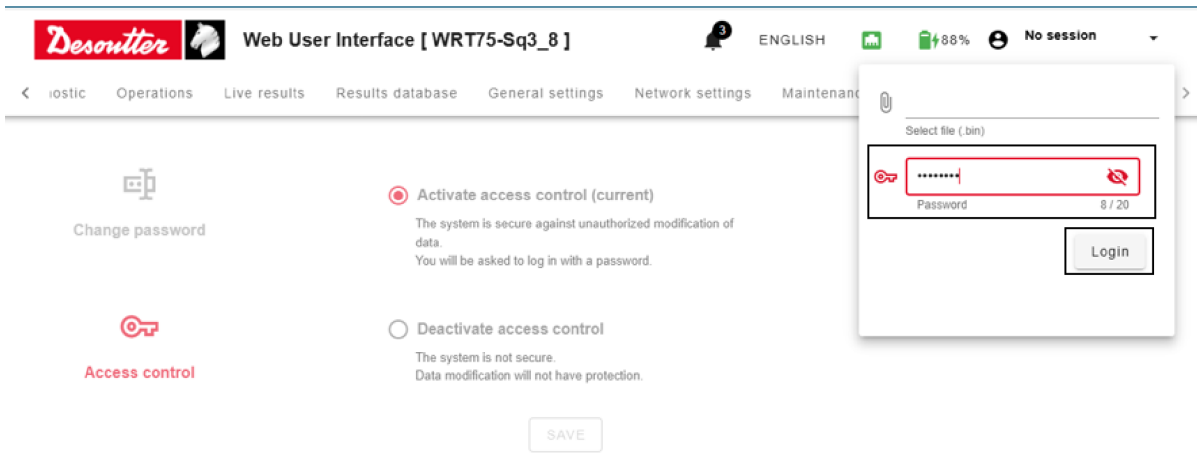 Desoutter Web User Interface [ WRT75-Sq3_8 ] 3 ENGLISH 88% No session
nostic Operations Live results Results database General settings Network settings Maintenanc
Select file (.bin)
••••••••
Password 8 / 20
Login
Change password
Activate access control (current)
The system is secure against unauthorized modification of
data.
You will be asked to log in with a password.
Access control
Deactivate access control
The system is not secure.
Data modification will not have protection.
SAVE